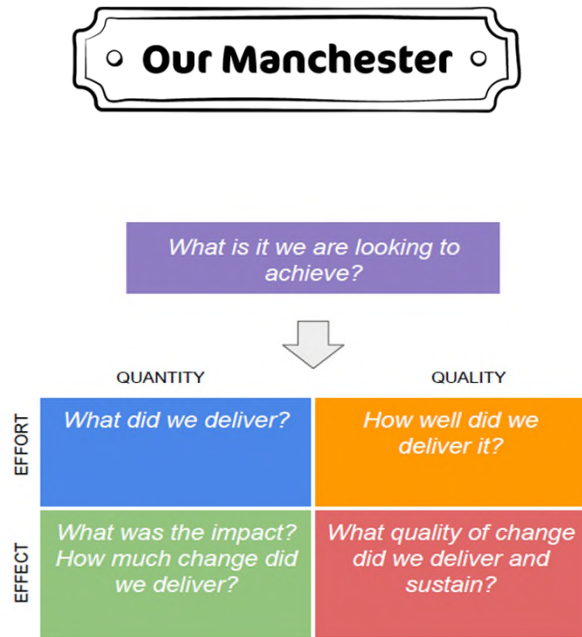 Our Manchester
What is it we are looking to
achieve?
QUANTITY
QUALITY
EFFORT
What did we deliver?
How well did we
deliver it?
EFFECT
What was the impact?
How much change did
we deliver?
What quality of change
did we deliver and
sustain?